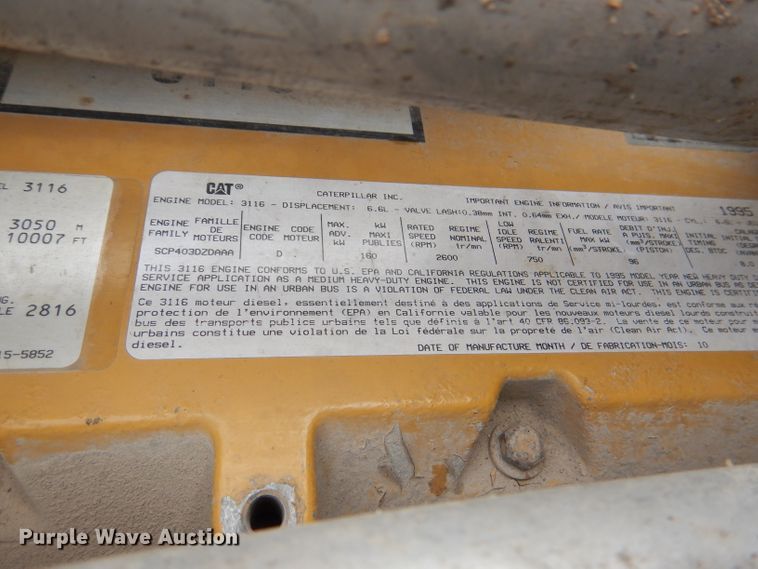 3116
3050 M
10007 FT
2816
15-5852
CAT®
CATERPILLAR INC.
IMPORTANT ENGINE INFORMATION / AVIS IMPORTANT
1995
ENGINE MODEL: 3116 - DISPLACEMENT: 6.6L - VALVE LASH:0.38mm INT. 0.64mm EXH./ MODELE MOTEUR: 3116 - CYL.: 6.6L
ENGINE FAMILLE
FAMILY DE MOTEURS
ENGINE CODE
CODE MOTEUR
MAX. kW
ADV. MAX.
kW PUBLIES
RATED REGIME
SPEED NOMINAL
(RPM) tr/mn
LOW IDLE REGIME
SPEED RALENTI
(RPM) tr/mn
FUEL RATE DEBIT D'INJ.
MAX KW A PUIS. MAX
(mm³/STROKE) (mm³/STROKE)
(PISTON)
INITIAL
TIMING
DEG. BTDC
INITIAL
SCP403DZDAAA D 160 2600 750 96 8.0
THIS 3116 ENGINE CONFORMS TO U.S. EPA AND CALIFORNIA REGULATIONS APPLICABLE TO 1995 MODEL YEAR NEW HEAVY DUTY
SERVICE APPLICATION AS A MEDIUM HEAVY-DUTY ENGINE. THIS ENGINE IS NOT CERTIFIED FOR USE IN AN URBAN BUS AS
ENGINE FOR USE IN AN URBAN BUS IS A VIOLATION OF FEDERAL LAW UNDER THE CLEAN AIR ACT. THIS ENGINE IS CERTIFIED
Ce 3116 moteur diesel, essentiellement destiné à des applications de Service mi-lourdes, est conforme aux
protection de l'environnement (EPA) en Californie valable pour les nouveaux moteurs diesel lourds construit
bus des transports publics urbains tels que définis à l'art 40 CFR 86.093-2. La vente de ce moteur pour
urbains constitue une violation de la Loi fédérale sur la propreté de l'art (Clean Air Act). Ce moteur
diesel.
DATE OF MANUFACTURE MONTH / DE FABRICATION-MOIS: 10
Purple Wave Auction